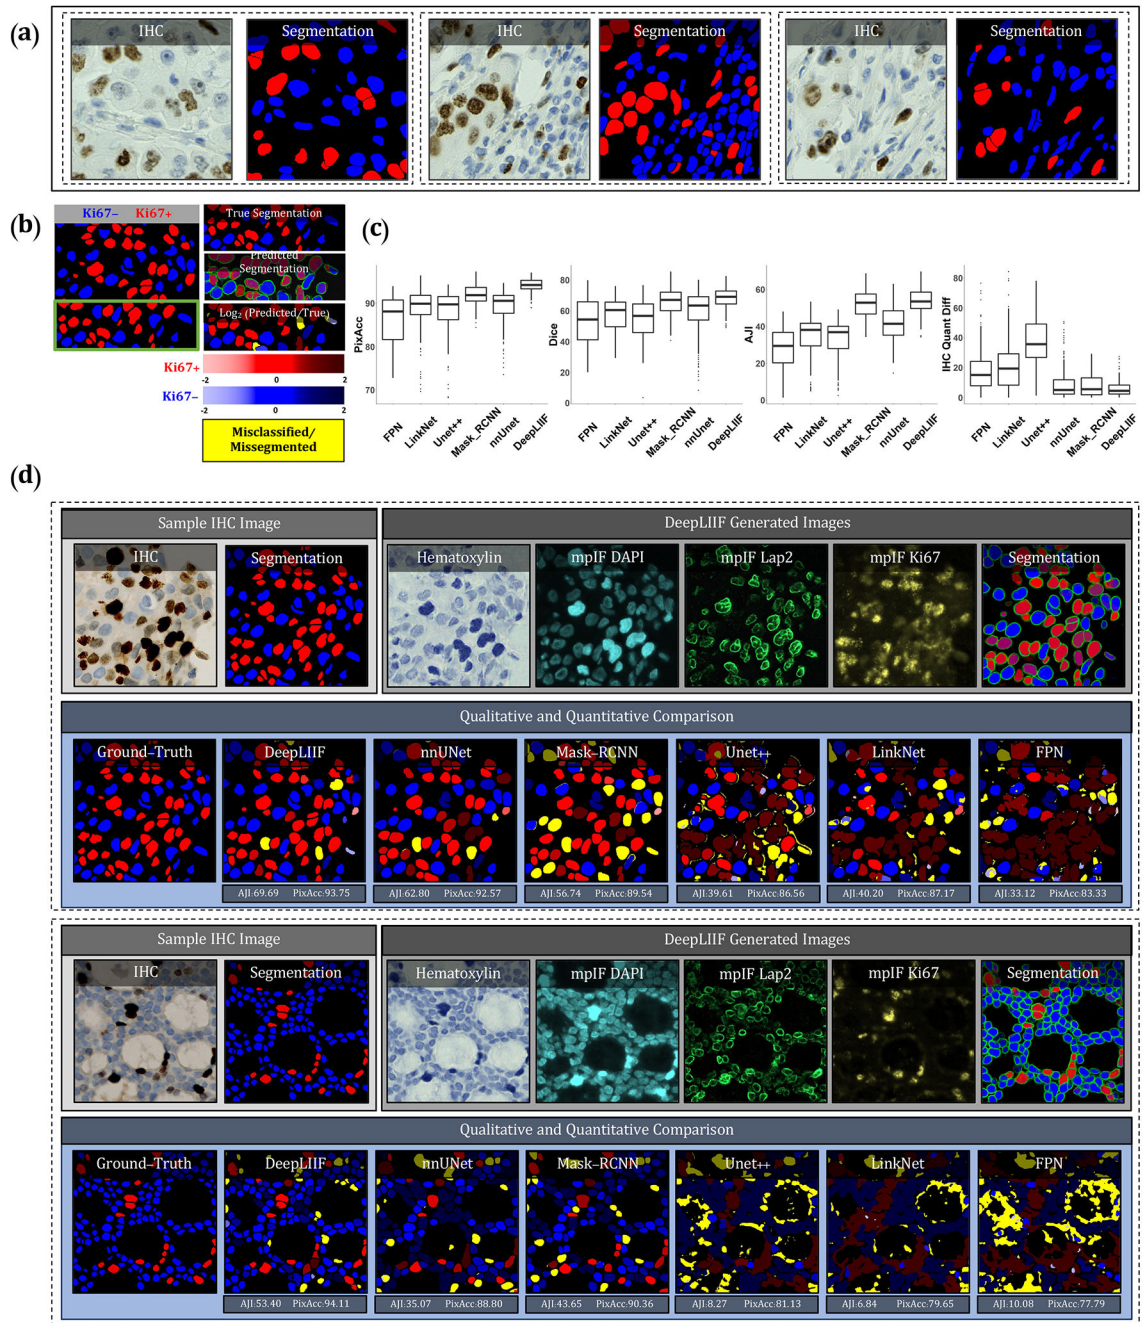 (a)
IHC Segmentation IHC Segmentation IHC Segmentation
(b)
Ki67– Ki67+
True Segmentation
Predicted
Segmentation
Log2 (Predicted/True)
Ki67+
-2 0 2
Ki67–
-2 0 2
Misclassified/
Missegmented
(c)
PixAcc
90
80
70
FPN LinkNet Unet++ Mask_RCNN nnUnet DeepLIIF
Dice
80
60
40
20
0
FPN LinkNet Unet++ Mask_RCNN nnUnet DeepLIIF
AJI
60
40
20
0
FPN LinkNet Unet++ Mask_RCNN nnUnet DeepLIIF
IHC Quant Diff
80
60
40
20
0
FPN LinkNet Unet++ nnUnet Mask_RCNN DeepLIIF
(d)
Sample IHC Image DeepLIIF Generated Images
IHC Segmentation Hematoxylin mpIF DAPI mpIF Lap2 mpIF Ki67 Segmentation
Qualitative and Quantitative Comparison
Ground–Truth DeepLIIF nnUNet Mask–RCNN Unet++ LinkNet FPN
AJI:69.69 PixAcc:93.75 AJI:62.80 PixAcc:92.57 AJI:56.74 PixAcc:89.54 AJI:39.61 PixAcc:86.56 AJI:40.20 PixAcc:87.17 AJI:33.12 PixAcc:83.33
Sample IHC Image DeepLIIF Generated Images
IHC Segmentation Hematoxylin mpIF DAPI mpIF Lap2 mpIF Ki67 Segmentation
Qualitative and Quantitative Comparison
Ground–Truth DeepLIIF nnUNet Mask–RCNN Unet++ LinkNet FPN
AJI:53.40 PixAcc:94.11 AJI:35.07 PixAcc:88.80 AJI:43.65 PixAcc:90.36 AJI:8.27 PixAcc:81.13 AJI:6.84 PixAcc:79.65 AJI:10.08 PixAcc:77.79